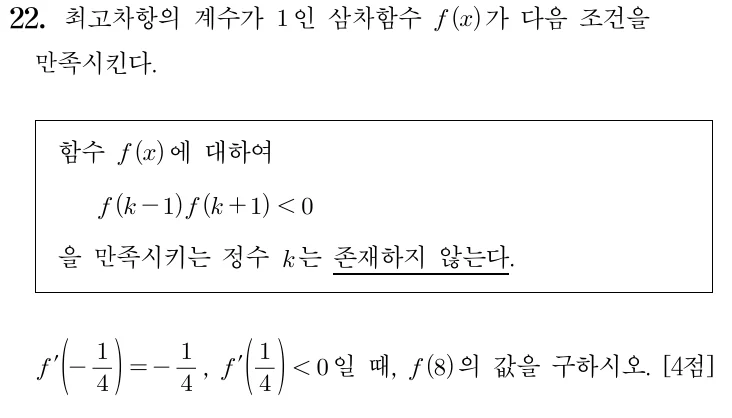 22. 최고차항의 계수가 1인 삼차함수 f(x)가 다음 조건을
만족시킨다.
함수 f(x)에 대하여
f(k-1)f(k+1)<0
을 만족시키는 정수 k는 존재하지 않는다.
f′(-1/4)=-1/4, f′(1/4)<0일 때, f(8)의 값을 구하시오. [4점]